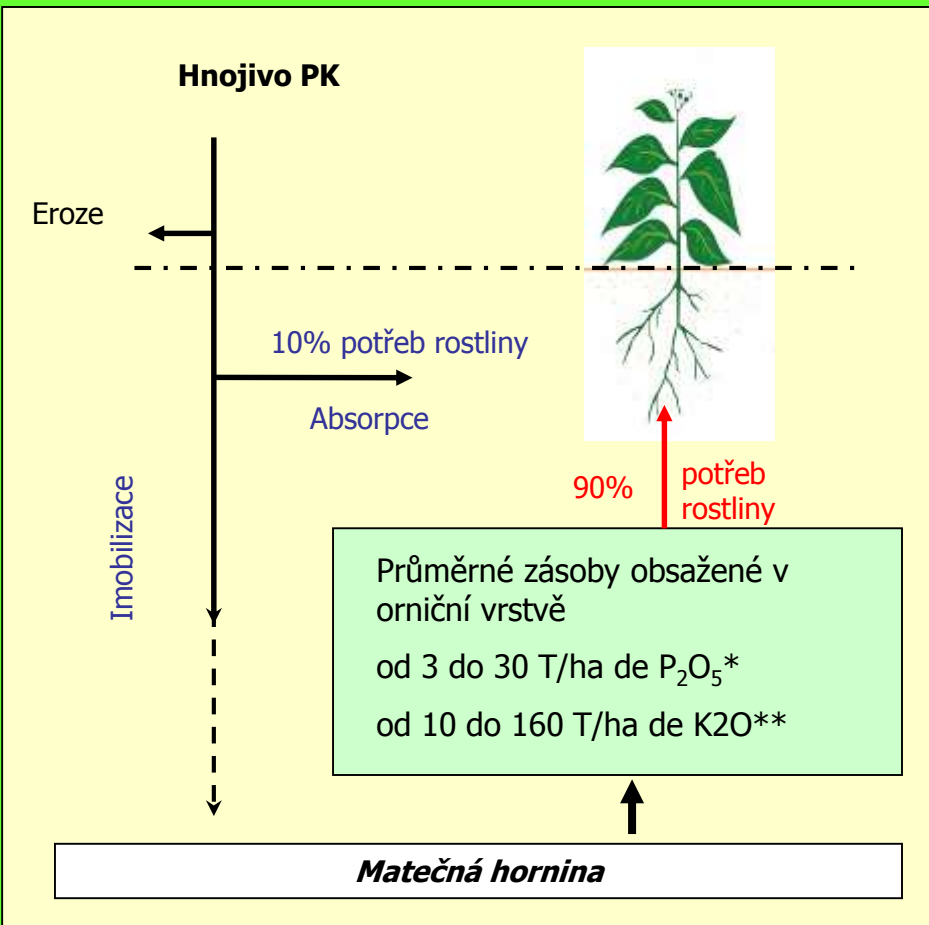 Hnojivo PK
Eroze
10% potřeb rostliny
Absorpce
Imobilizace
90%
potřeb
rostliny
Průměrné zásoby obsažené v
orniční vrstvě
od 3 do 30 T/ha de P₂O₅*
od 10 do 160 T/ha de K2O**
Matečná hornina